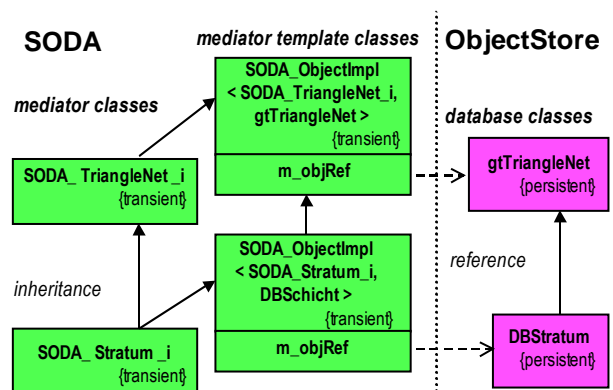 SODA
mediator template classes
ObjectStore
SODA_ObjectImpl
< SODA_TriangleNet_i,
gtTriangleNet >
{transient}
m_objRef
mediator classes
SODA_ TriangleNet _i
{transient}
database classes
gtTriangleNet
{persistent}
SODA_ObjectImpl
< SODA_Stratum_i,
DBSchicht >
{transient}
m_objRef
inheritance
reference
SODA_ Stratum _i
{transient}
DBStratum
{persistent}